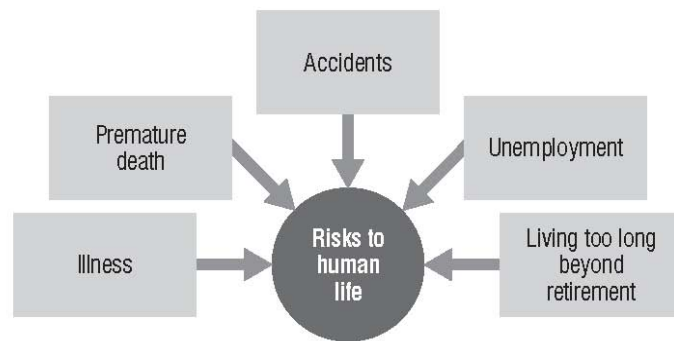 Accidents
Premature
death
Unemployment
Illness
Risks to
human
life
Living too long
beyond
retirement